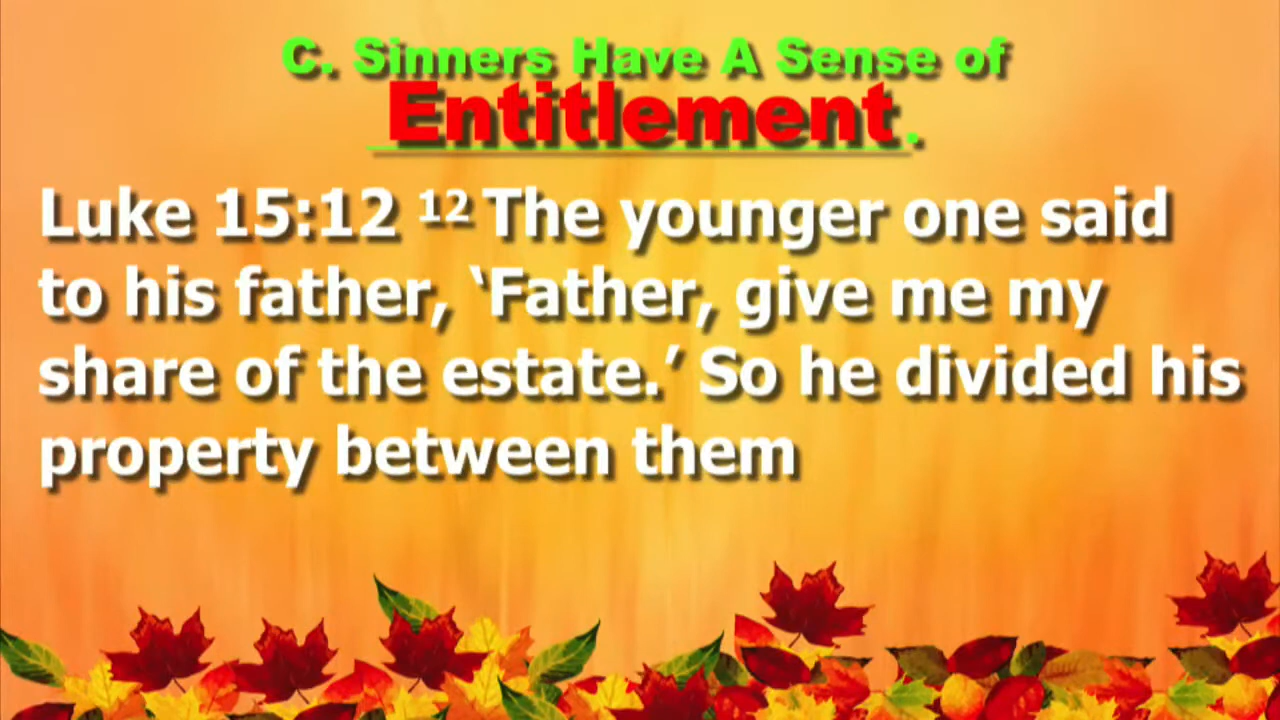 C. Sinners Have A Sense of
Entitlement.
Luke 15:12 12 The younger one said
to his father, ‘Father, give me my
share of the estate.’ So he divided his
property between them